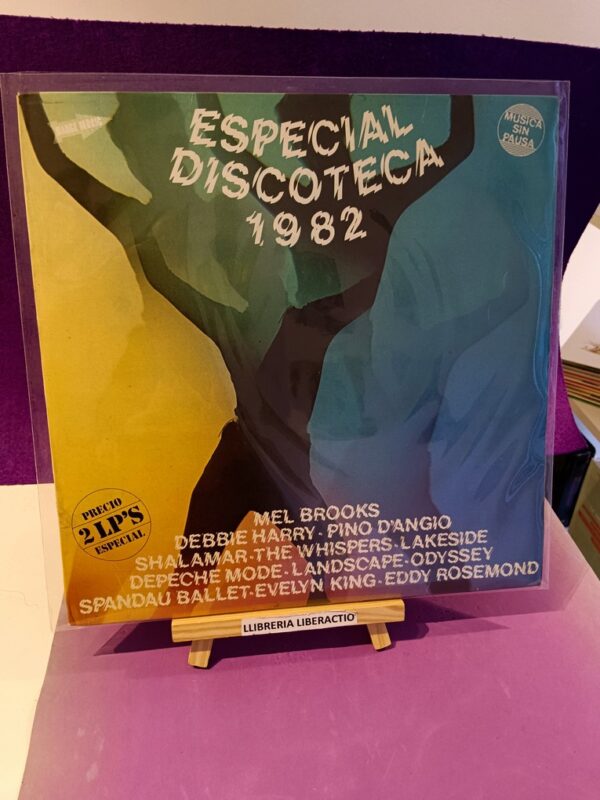 ESPECIAL
DISCOTECA
1982
MUSICA
SIN
PAUSA
PRECIO
2 LP'S
ESPECIAL
MEL BROOKS
DEBBIE HARRY · PINO D'ANGIO
SHALAMAR · THE WHISPERS · LAKESIDE
DEPECHE MODE · LANDSCAPE · ODYSSEY
SPANDAU BALLET · EVELYN KING · EDDY ROSEMOND
LLIBRERIA LIBERACTIO